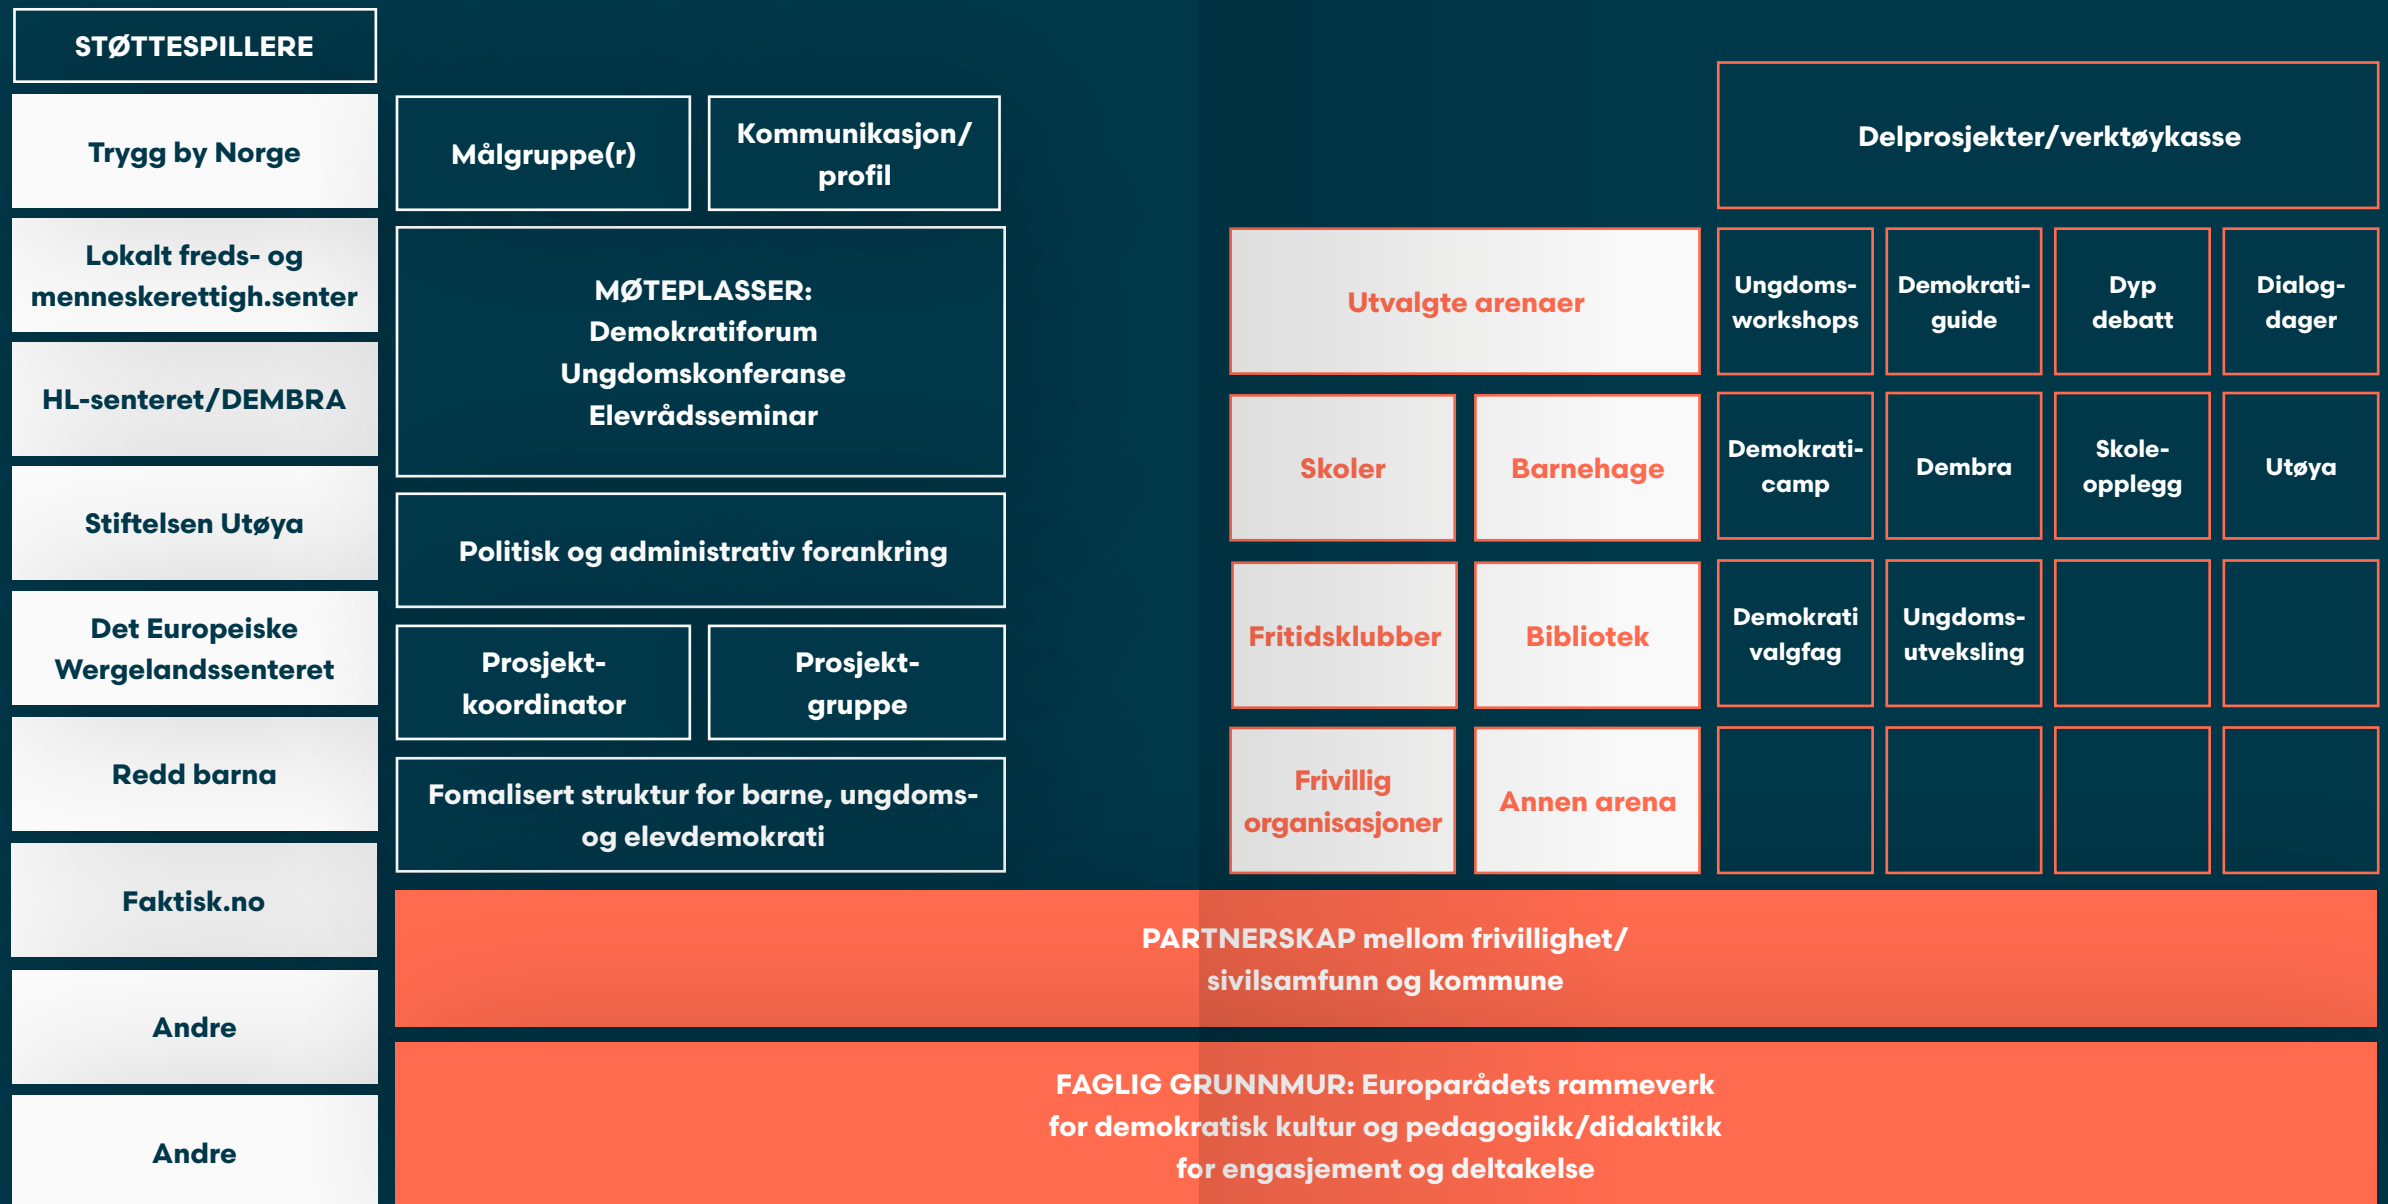 STØTTESPILLERE
Trygg by Norge
Lokalt freds- og
menneskerettigh.senter
HL-senteret/DEMBRA
Stiftelsen Utøya
Det Europeiske
Wergelandssenteret
Redd barna
Faktisk.no
Andre
Andre
Målgruppe(r)
Kommunikasjon/
profil
MØTEPLASSER:
Demokratiforum
Ungdomskonferanse
Elevrådsseminar
Politisk og administrativ forankring
Prosjekt-
koordinator
Prosjekt-
gruppe
Fomalisert struktur for barne, ungdoms-
og elevdemokrati
Utvalgte arenaer
Skoler
Barnehage
Fritidsklubber
Bibliotek
Frivillig
organisasjoner
Annen arena
Delprosjekter/verktøykasse
Ungdoms-
workshops
Demokrati-
guide
Dyp
debatt
Dialog-
dager
Demokrati-
camp
Dembra
Skole-
opplegg
Utøya
Demokrati
valgfag
Ungdoms-
utveksling
PARTNERSKAP mellom frivillighet/
sivilsamfunn og kommune
FAGLIG GRUNNMUR: Europarådets rammeverk
for demokratisk kultur og pedagogikk/didaktikk
for engasjement og deltakelse